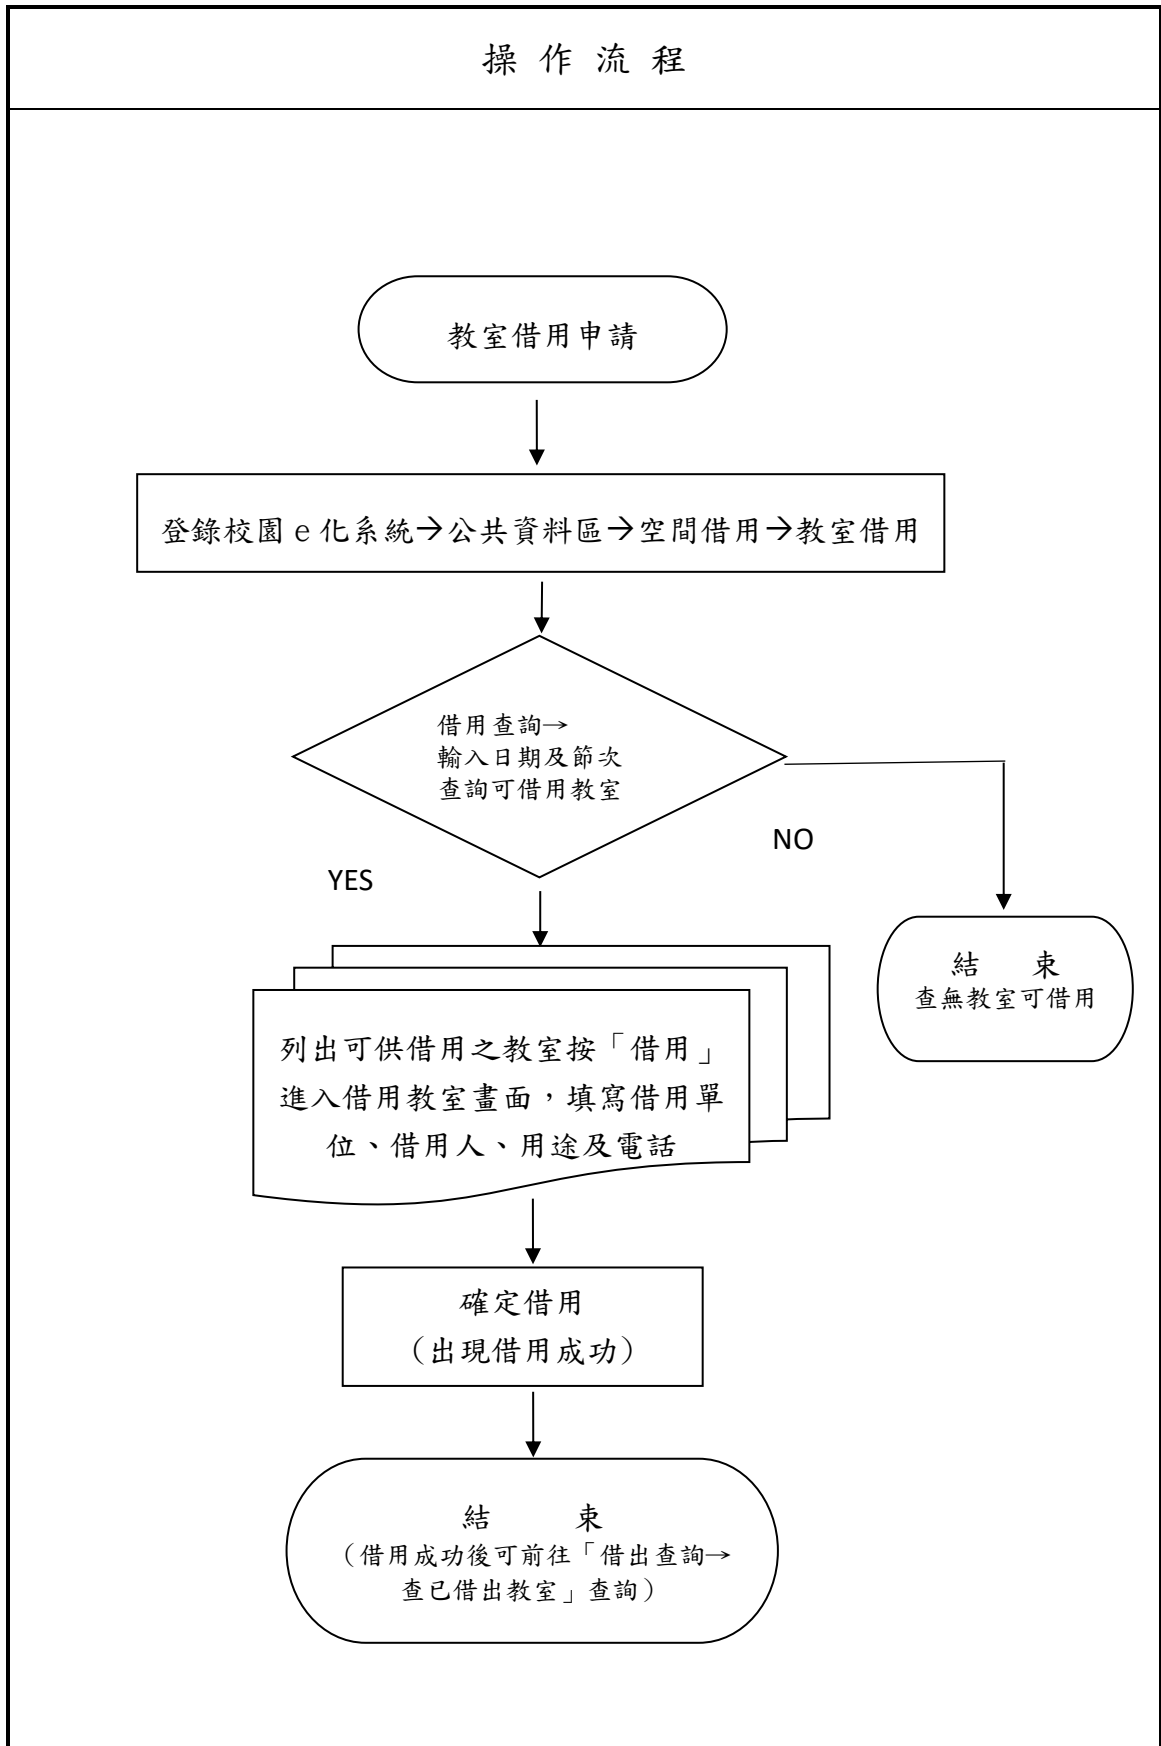 操作流程
教室借用申請
登錄校園e化系統→公共資料區→空間借用→教室借用
借用查詢→
輸入日期及節次
查詢可借用教室
NO
YES
結 束
查無教室可借用
列出可供借用之教室按「借用」
進入借用教室畫面，填寫借用單
位、借用人、用途及電話
確定借用
（出現借用成功）
結 束
（借用成功後可前往「借出查詢→
查已借出教室」查詢）